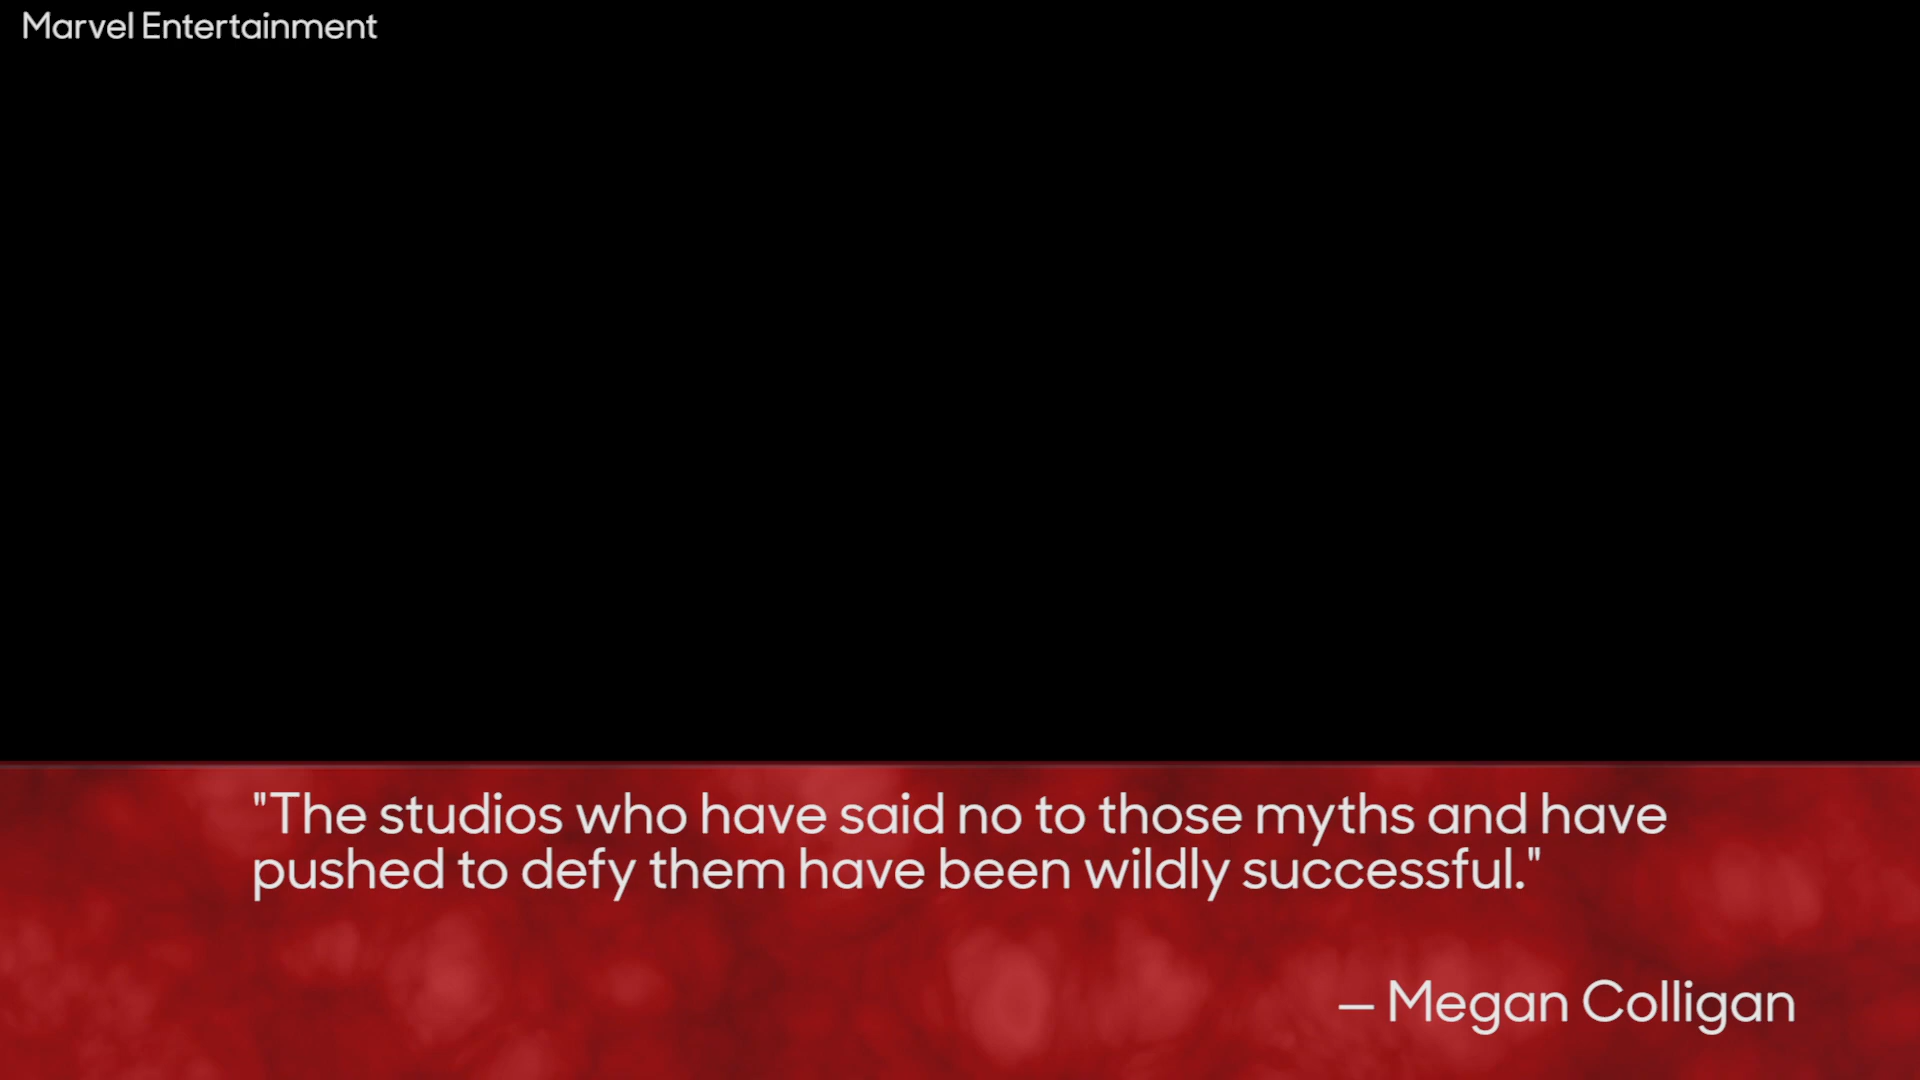 Marvel Entertainment
"The studios who have said no to those myths and have
pushed to defy them have been wildly successful."
– Megan Colligan